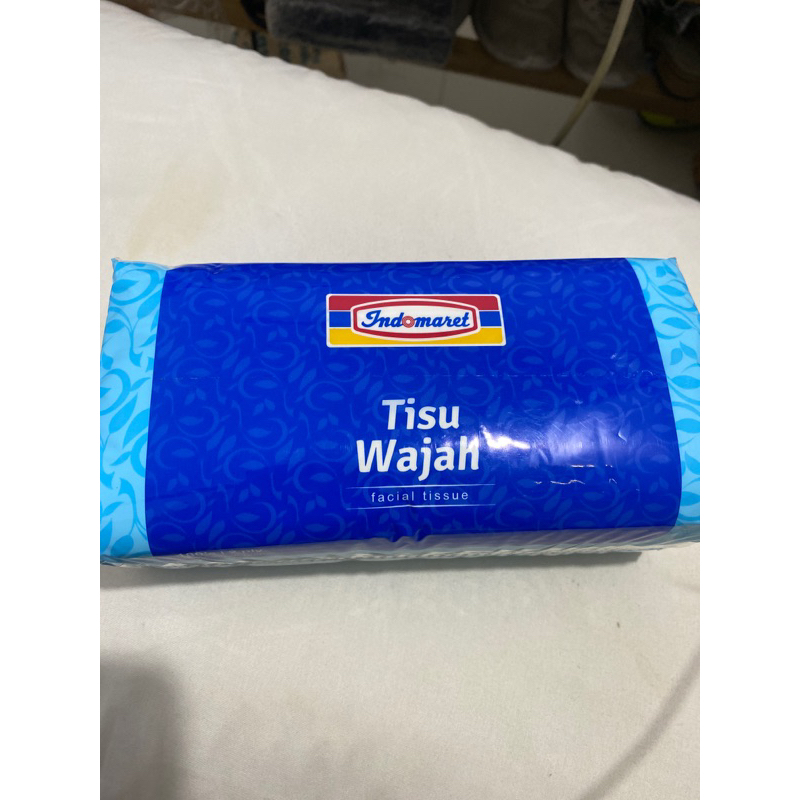 Indomaret
Tisu
Wajah
facial tissue